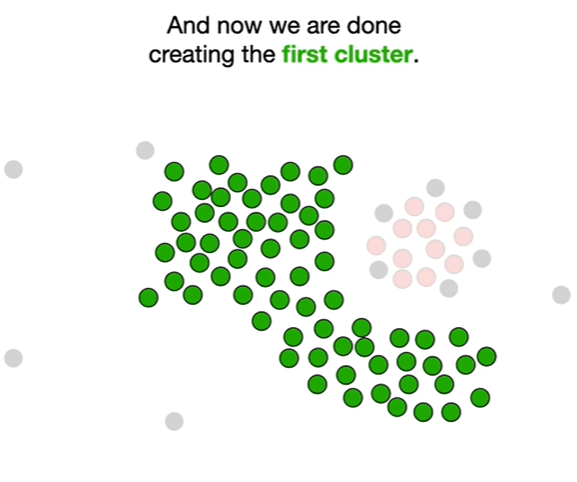 And now we are done
creating the first cluster.